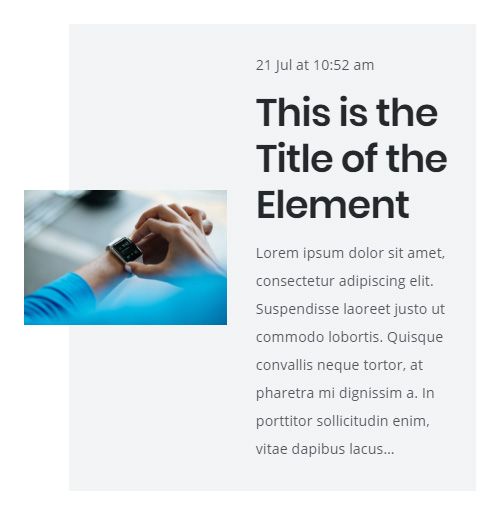 21 Jul at 10:52 am
This is the
Title of the
Element
Lorem ipsum dolor sit amet,
consectetur adipiscing elit.
Suspendisse laoreet justo ut
commodo lobortis. Quisque
convallis neque tortor, at
pharetra mi dignissim a. In
porttitor sollicitudin enim,
vitae dapibus lacus...